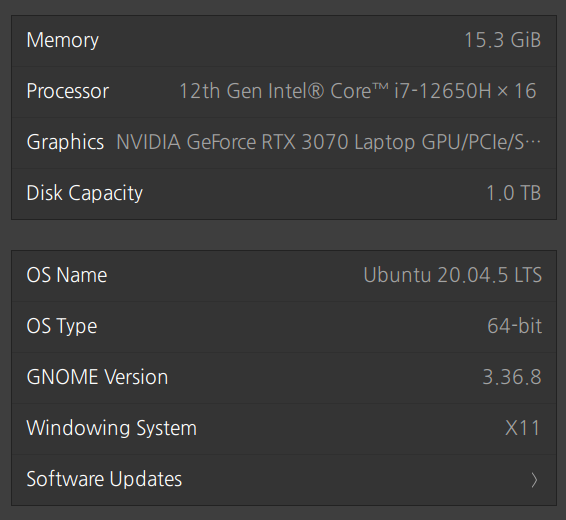 Memory 15.3 GiB
Processor 12th Gen Intel® Core™ i7-12650H × 16
Graphics NVIDIA GeForce RTX 3070 Laptop GPU/PCIe/S…
Disk Capacity 1.0 TB
OS Name Ubuntu 20.04.5 LTS
OS Type 64-bit
GNOME Version 3.36.8
Windowing System X11
Software Updates